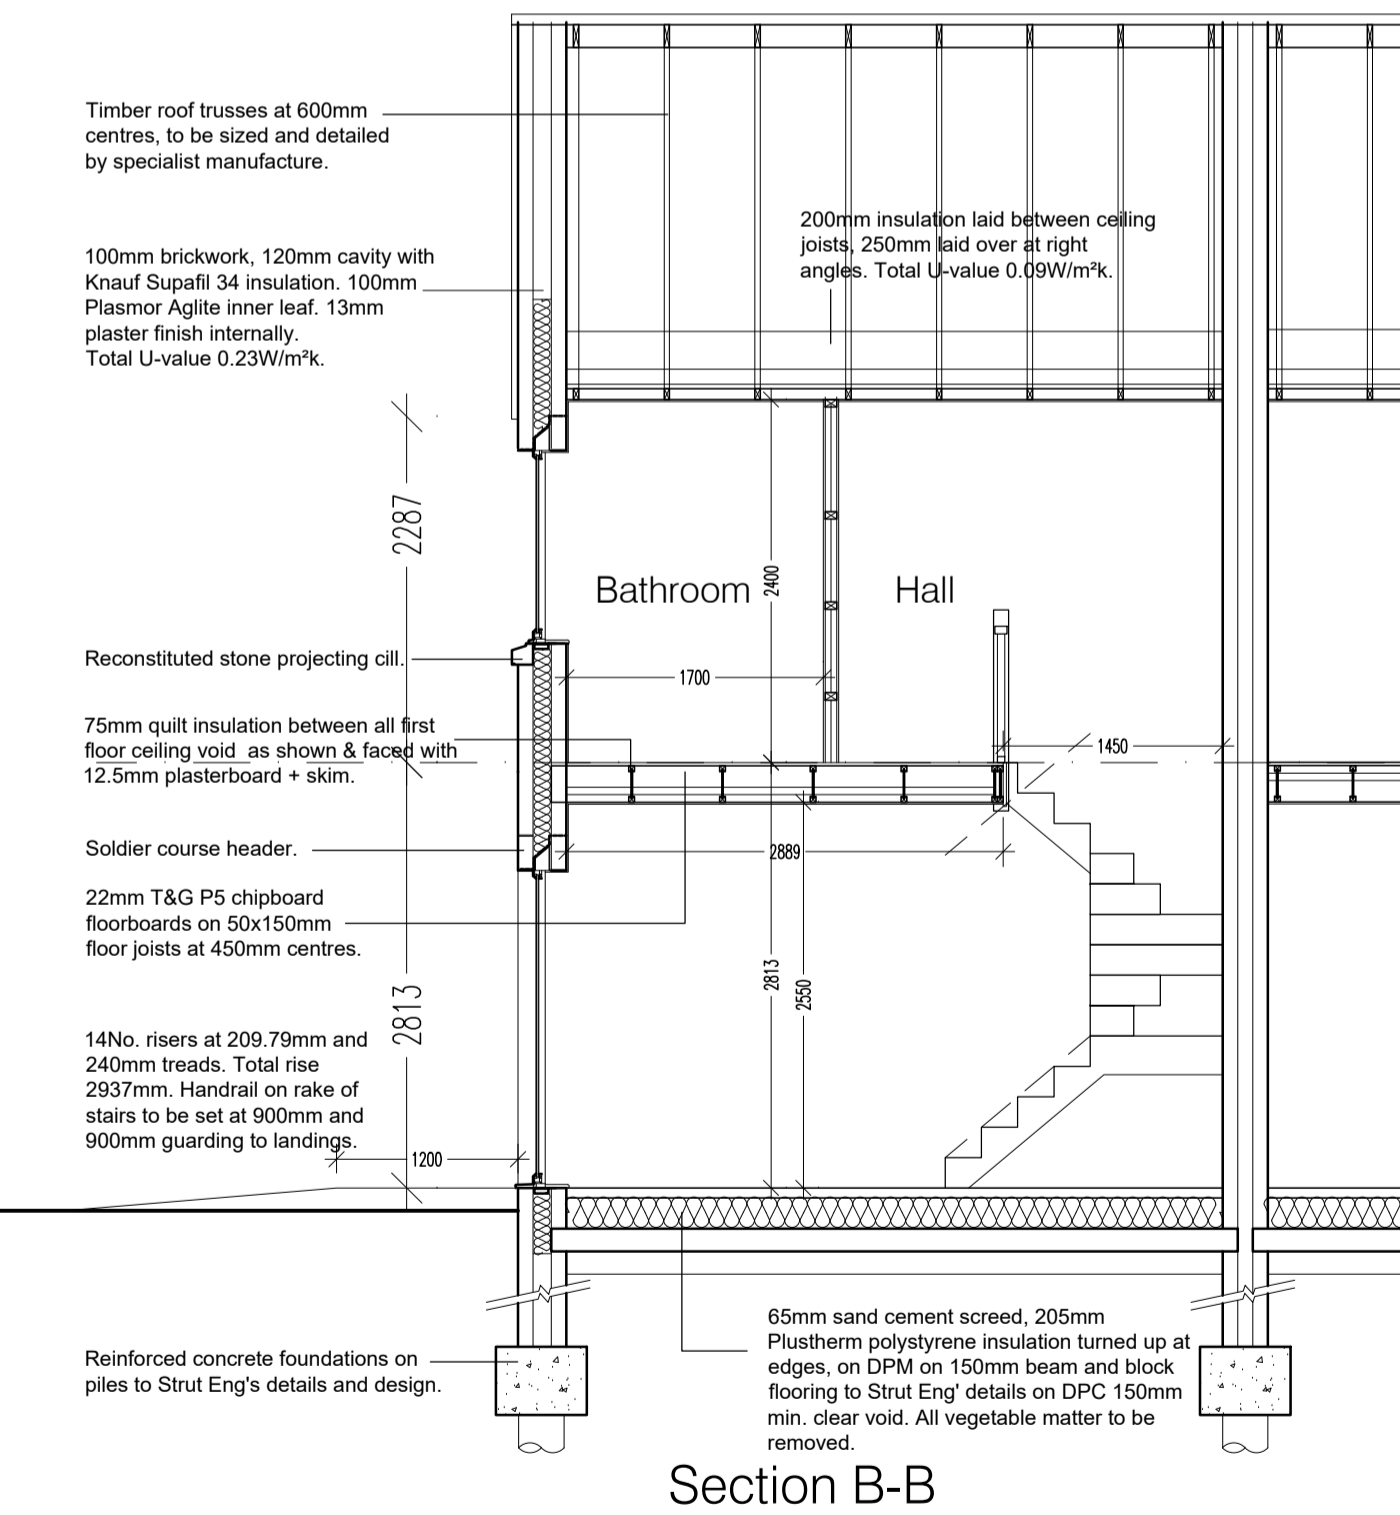 Timber roof trusses at 600mm
centres, to be sized and detailed
by specialist manufacture.
200mm insulation laid between ceiling
joists, 250mm laid over at right
angles. Total U-value 0.09W/m²k.
100mm brickwork, 120mm cavity with
Knauf Supafil 34 insulation. 100mm
Plasmor Aglite inner leaf. 13mm
plaster finish internally.
Total U-value 0.23W/m²k.
2287
Bathroom
2400
Hall
Reconstituted stone projecting cill.
1700
75mm quilt insulation between all first
floor ceiling void as shown & faced with
12.5mm plasterboard + skim.
1450
Soldier course header.
2889
22mm T&G P5 chipboard
floorboards on 50x150mm
floor joists at 450mm centres.
2813
2813
2550
14No. risers at 209.79mm and
240mm treads. Total rise
2937mm. Handrail on rake of
stairs to be set at 900mm and
900mm guarding to landings.
1200
65mm sand cement screed, 205mm
Plustherm polystyrene insulation turned up at
edges, on DPM on 150mm beam and block
flooring to Strut Eng' details on DPC 150mm
min. clear void. All vegetable matter to be
removed.
Reinforced concrete foundations on
piles to Strut Eng's details and design.
Section B-B